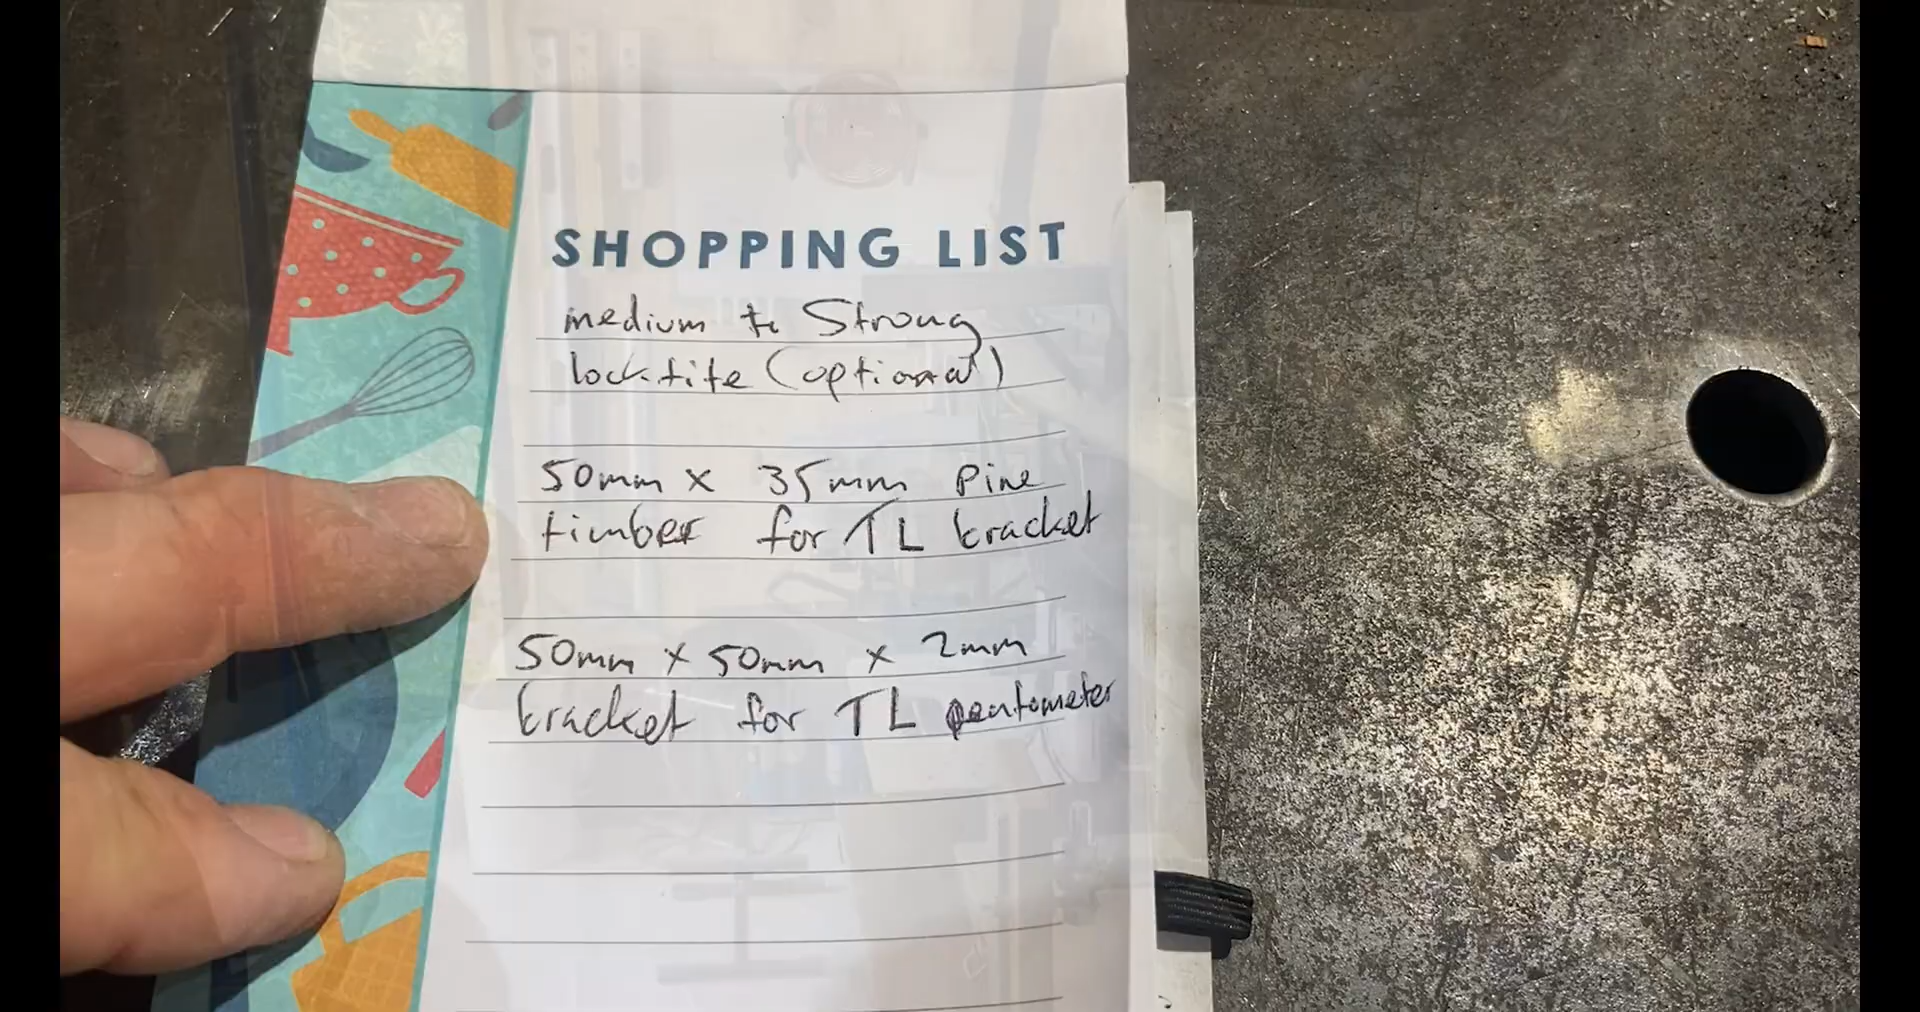 SHOPPING LIST
medium to Strong
locktite (optional)
50mm x 35mm Pine
timber for TL bracket
50mm x 50mm x 2mm
bracket for TL pentometer